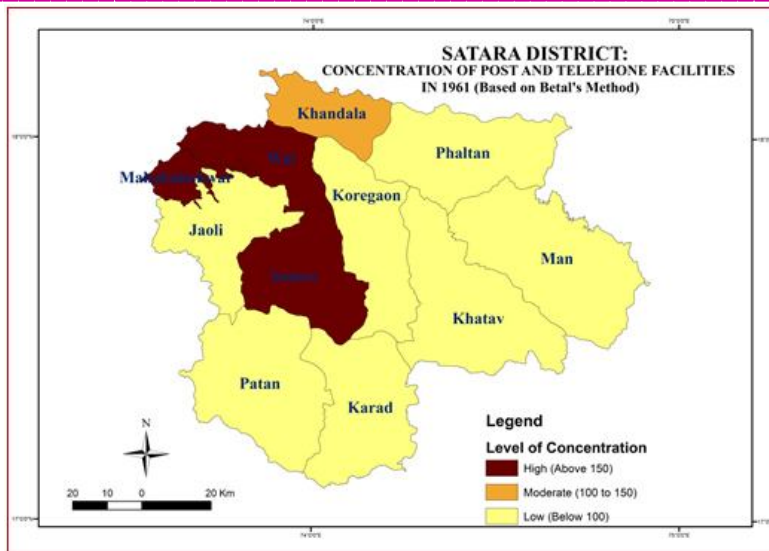 SATARA DISTRICT:
CONCENTRATION OF POST AND TELEPHONE FACILITIES
IN 1961 (Based on Betal's Method)
Khandala
Phaltan
Mahabaleshwar
Wai
Koregaon
Jaoli
Man
Satara
Khatav
Patan
Karad
N
20 10 0 20 Km
Legend
Level of Concentration
High (Above 150)
Moderate (100 to 150)
Low (Below 100)